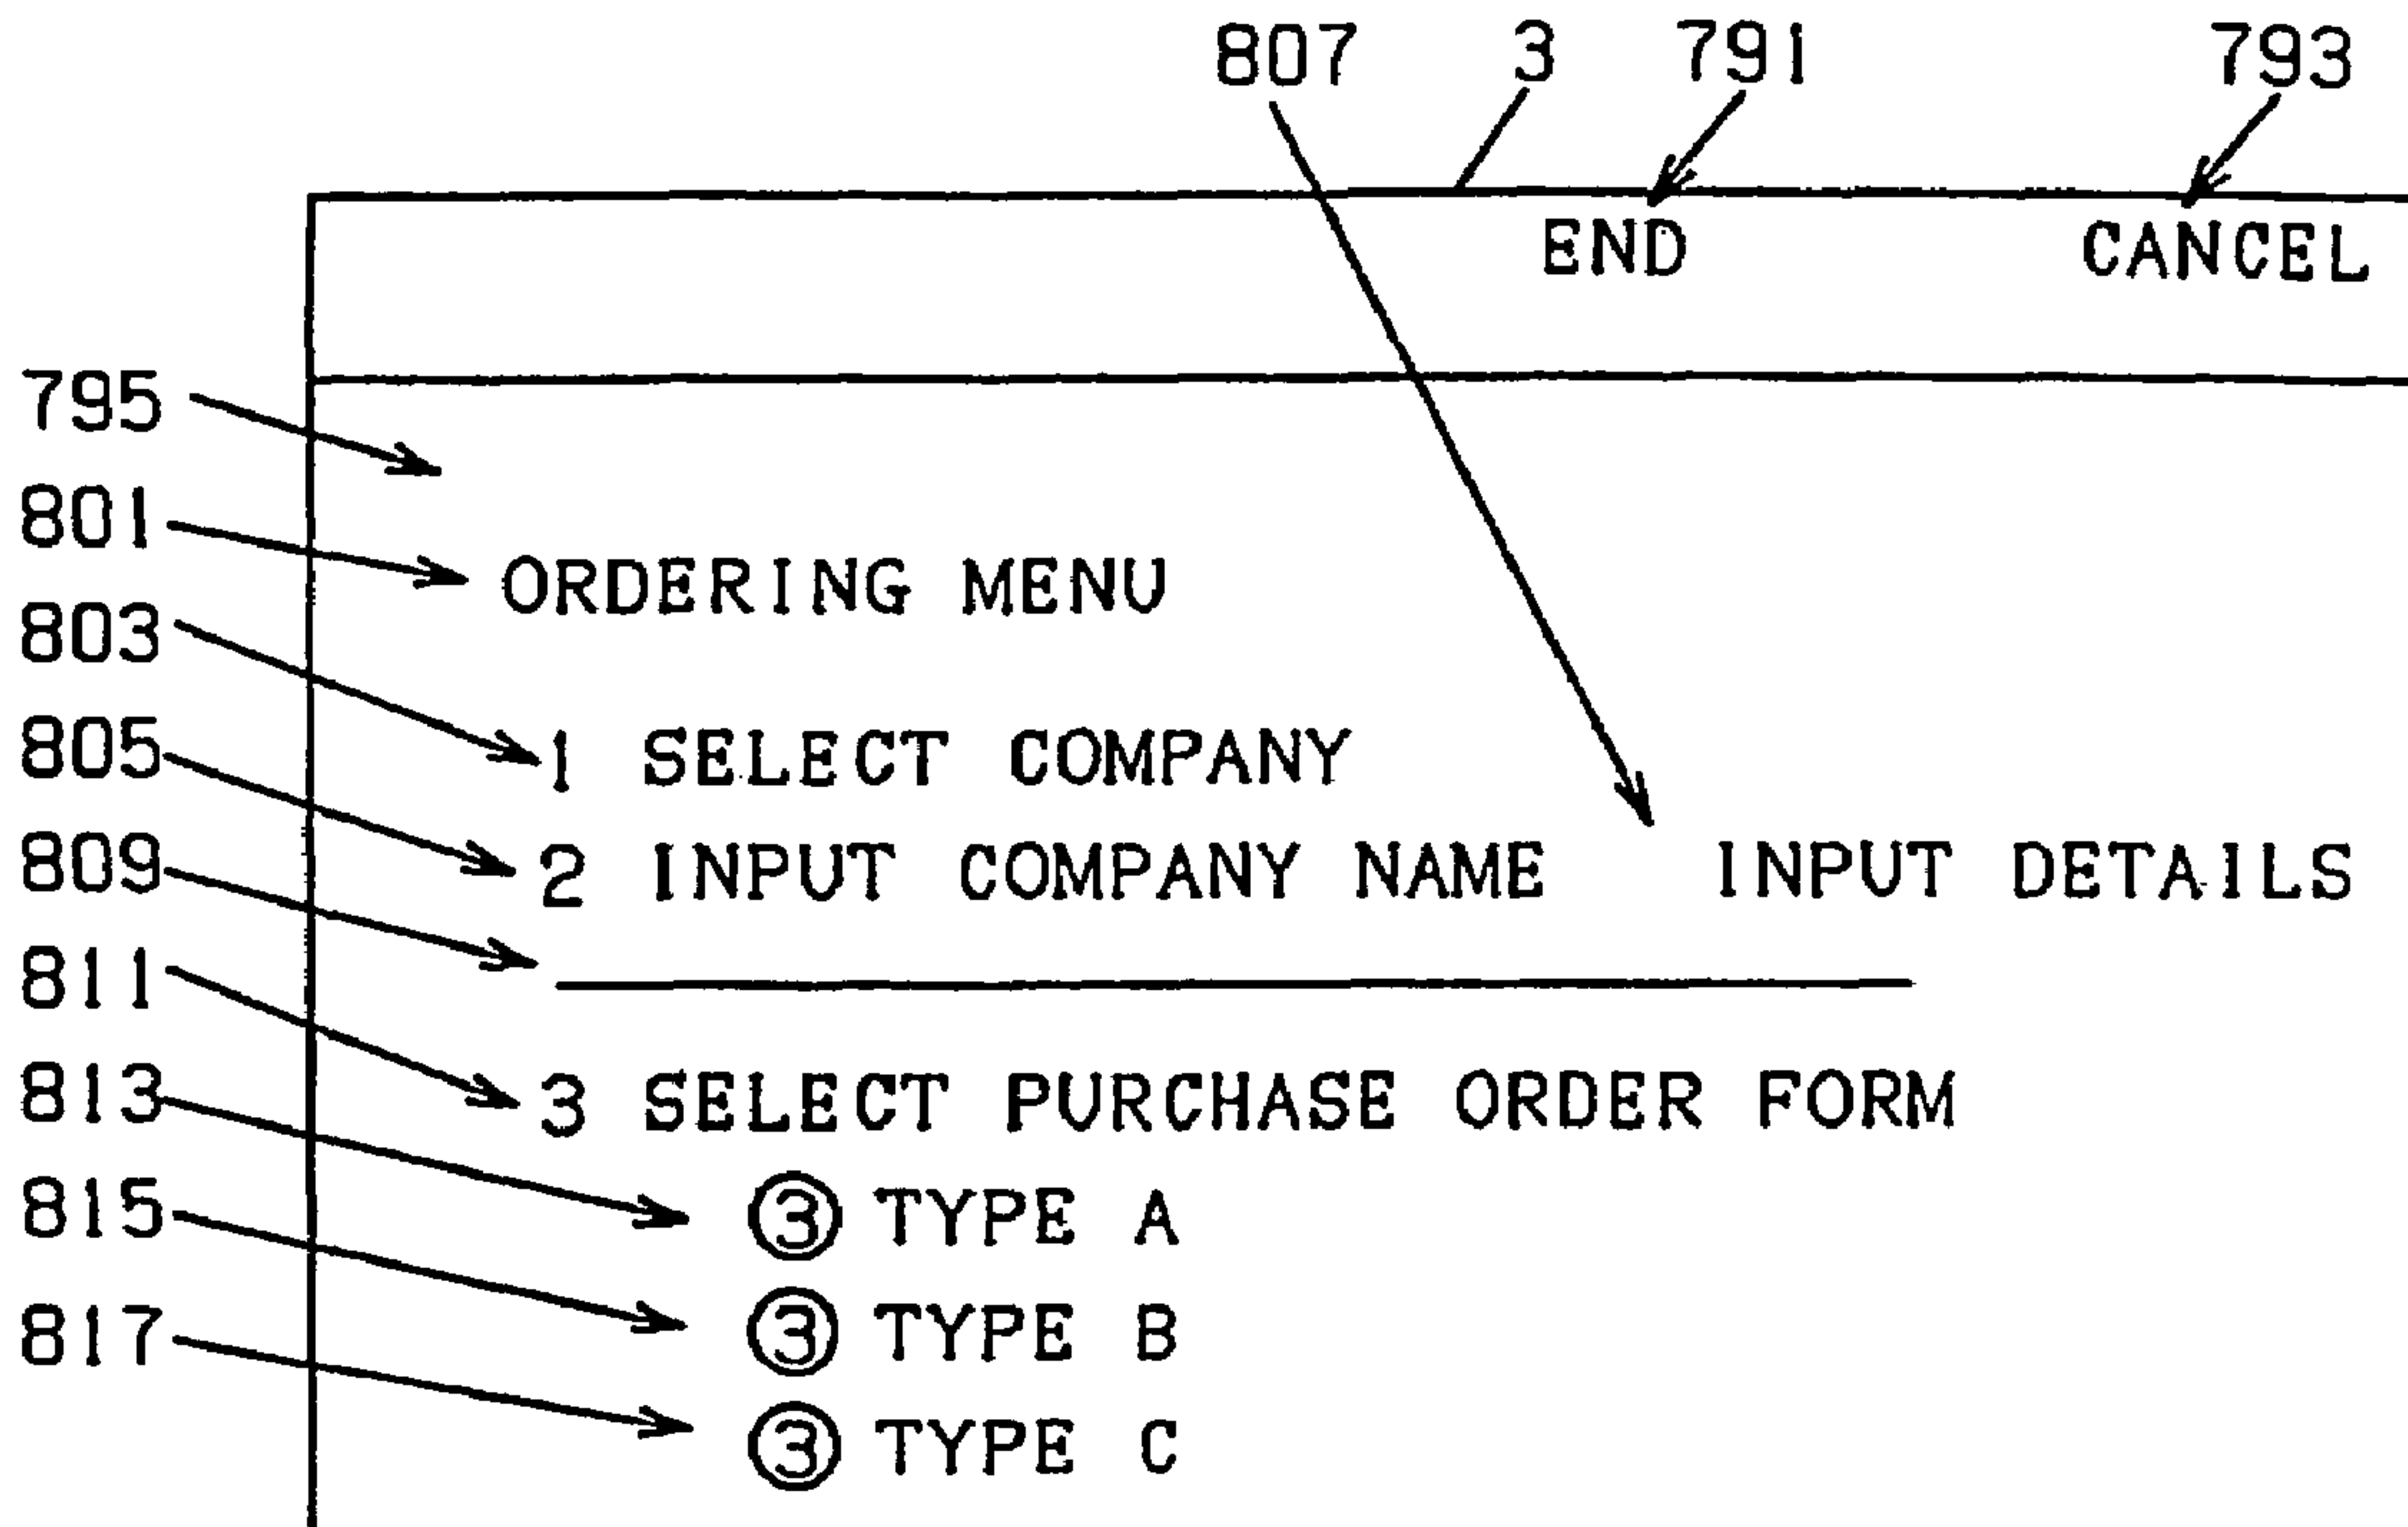 807 3 791 793
END CANCEL
795
801 ORDERING MENU
803
1 SELECT COMPANY
805
2 INPUT COMPANY NAME INPUT DETAILS
809
811
3 SELECT PURCHASE ORDER FORM
813
③ TYPE A
815
③ TYPE B
817
③ TYPE C